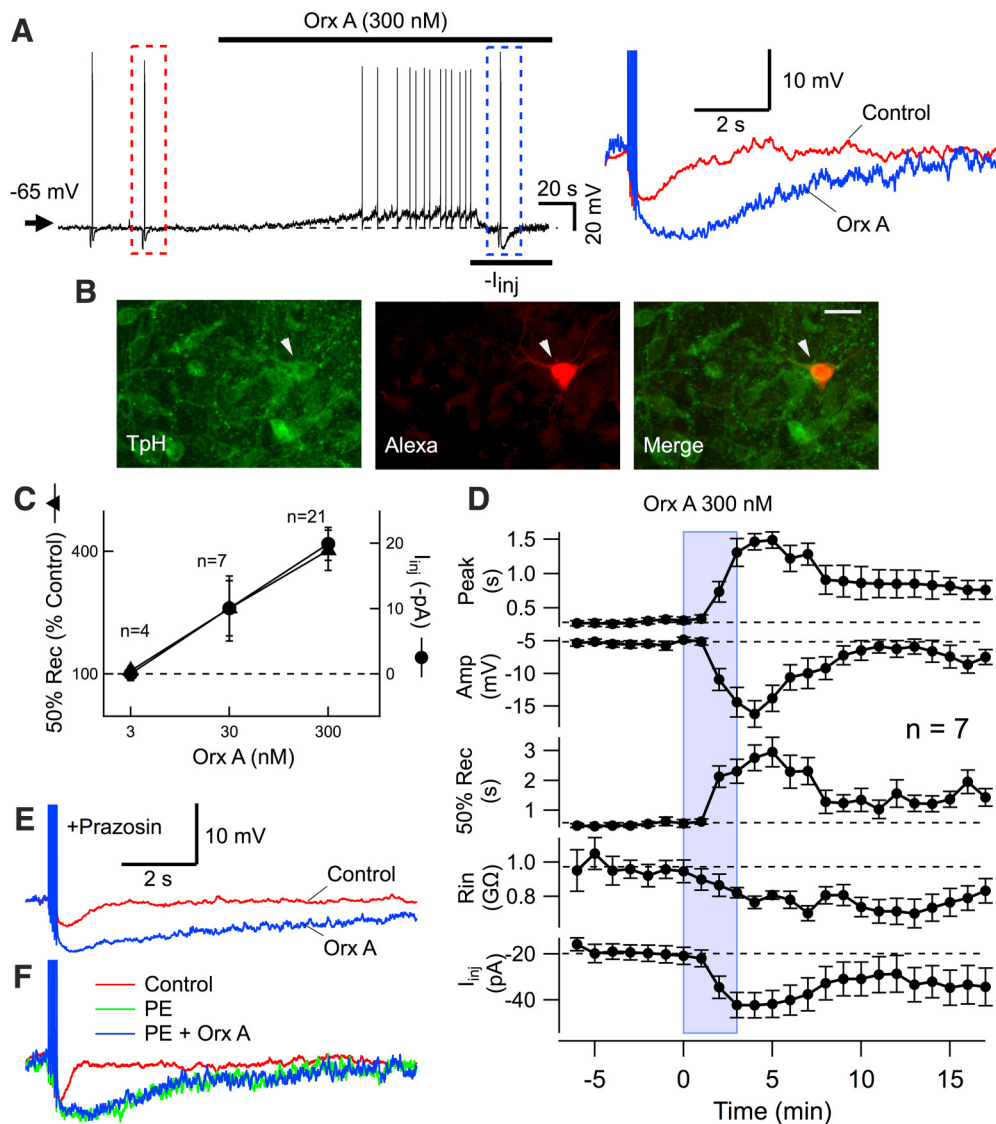 A
Orx A (300 nM)
-65 mV
20 s
20 mV
-Iinj
10 mV
2 s
Control
Orx A
B
TpH
Alexa
Merge
C
50% Rec (% Control)
400
100
n=4
n=7
n=21
20
10
0
Iinj (-pA)
3
30
300
Orx A (nM)
D
Orx A 300 nM
Peak
(s)
1.5
1.0
0.5
Amp
(mV)
-5
-10
-15
n = 7
50% Rec
(s)
3
2
1
Rin
(GΩ)
1.0
0.8
Iinj
(pA)
-20
-40
-5
0
5
10
15
Time (min)
E
+Prazosin
10 mV
2 s
Control
Orx A
F
Control
PE
PE + Orx A